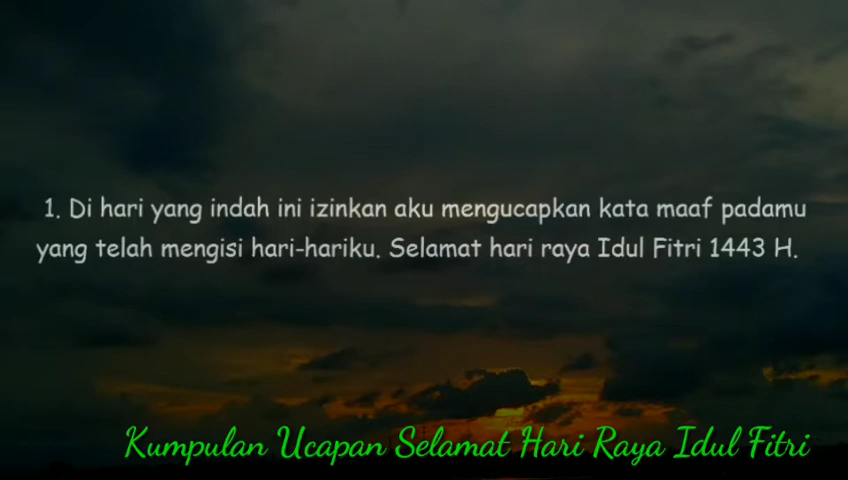 1. Di hari yang indah ini izinkan aku mengucapkan kata maaf padamu
yang telah mengisi hari-hariku. Selamat hari raya Idul Fitri 1443 H.
Kumpulan Ucapan Selamat Hari Raya Idul Fitri